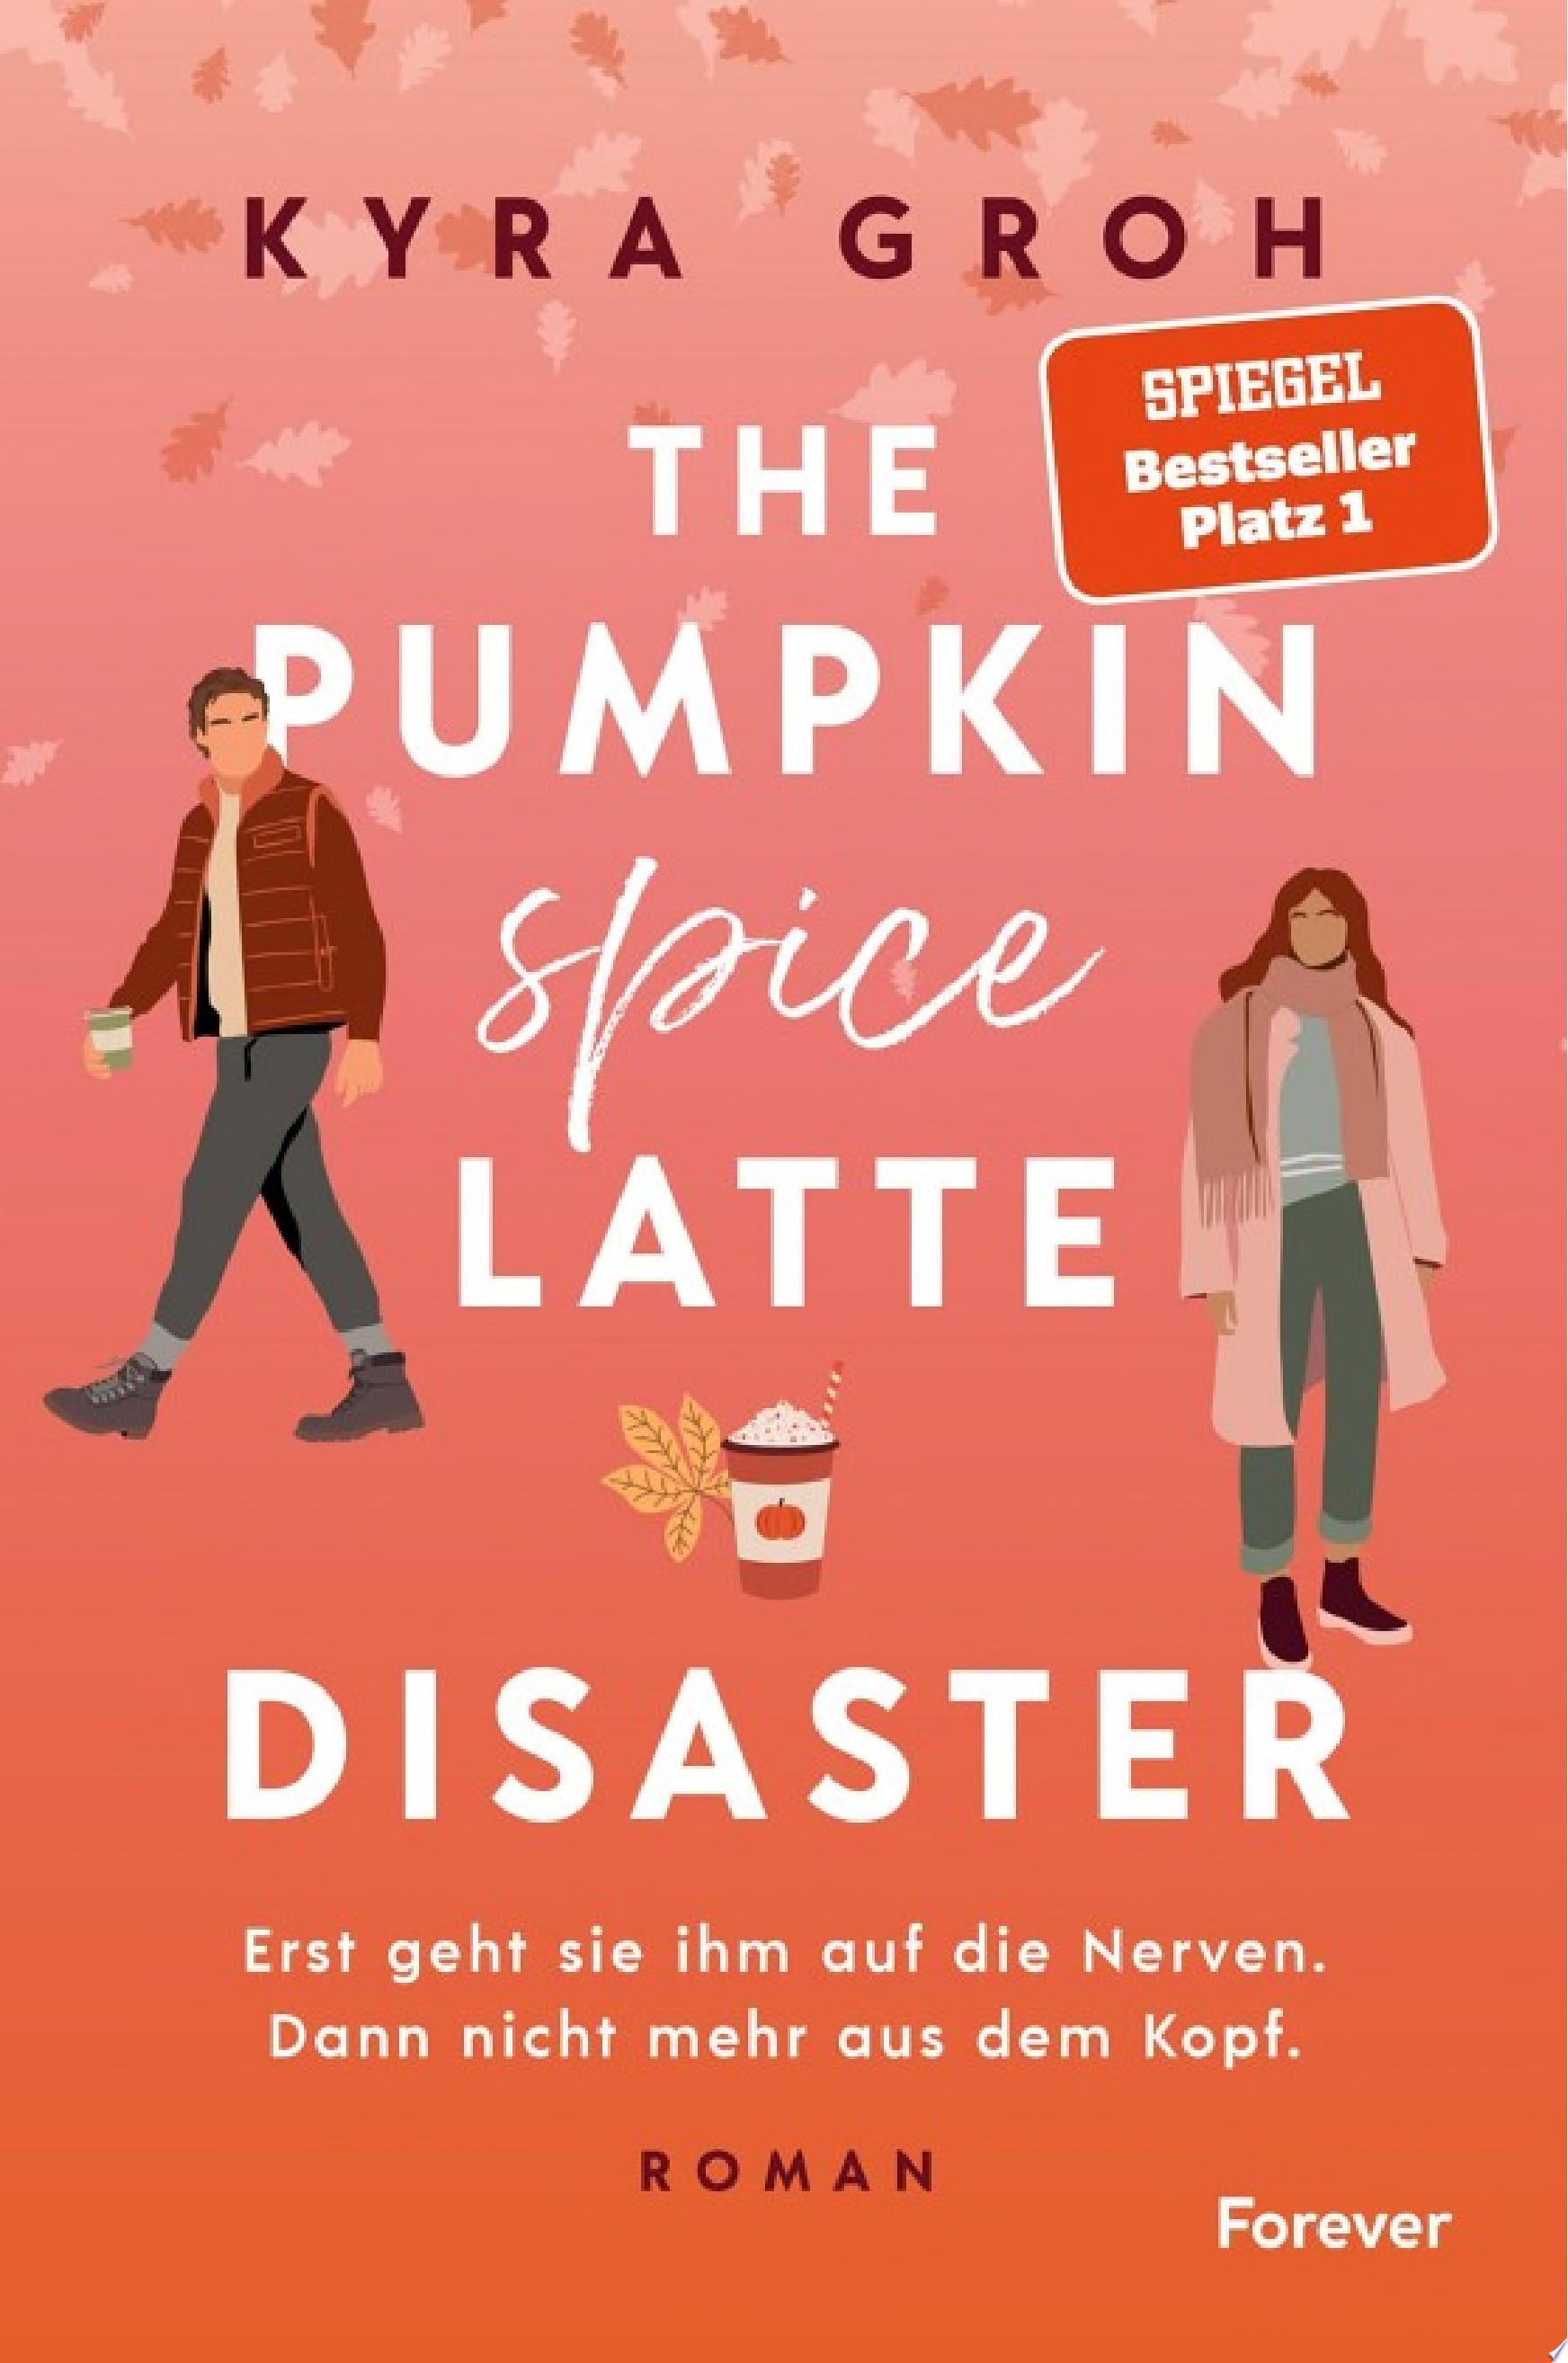 KYRA GROH
SPIEGEL
Bestseller
Platz 1
THE
PUMPKIN
spice
LATTE
DISASTER
Erst geht sie ihm auf die Nerven.
Dann nicht mehr aus dem Kopf.
ROMAN
Forever